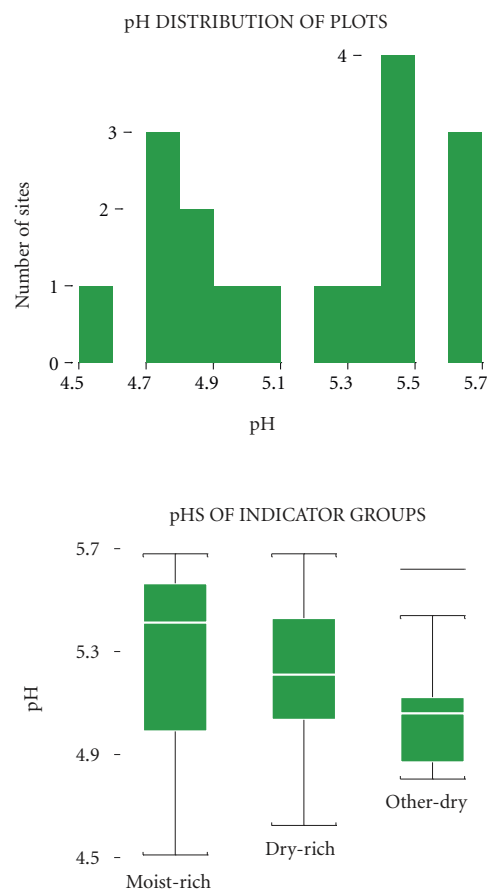 pH DISTRIBUTION OF PLOTS
4
3
2
1
0
Number of sites
4.5 4.7 4.9 5.1 5.3 5.5 5.7
pH
pHS OF INDICATOR GROUPS
5.7
5.3
4.9
4.5
pH
Other-dry
Dry-rich
Moist-rich